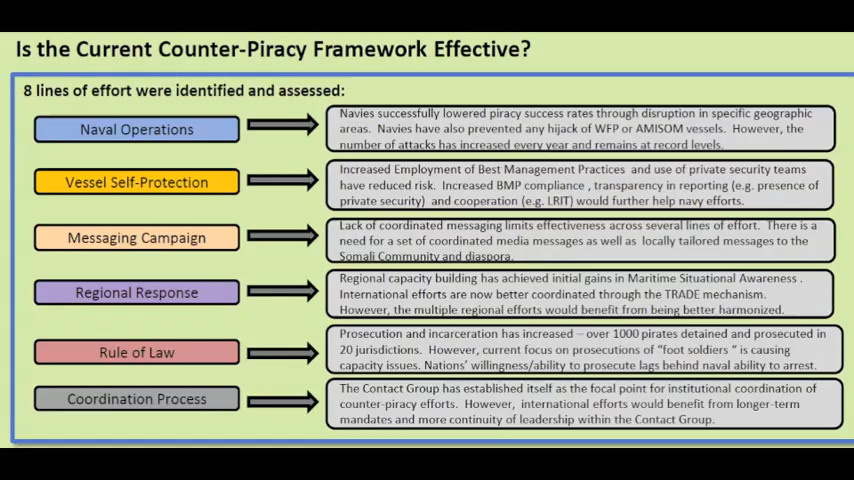 Is the Current Counter-Piracy Framework Effective?
8 lines of effort were identified and assessed:
Naval Operations
Navies successfully lowered piracy success rates through disruption in specific geographic
areas. Navies have also prevented any hijack of WFP or AMISOM vessels. However, the
number of attacks has increased every year and remains at record levels.
Vessel Self-Protection
Increased Employment of Best Management Practices and use of private security teams
have reduced risk. Increased BMP compliance , transparency in reporting (e.g. presence of
private security) and cooperation (e.g. LRIT) would further help navy efforts.
Messaging Campaign
Lack of coordinated messaging limits effectiveness across several lines of effort. There is a
need for a set of coordinated media messages as well as locally tailored messages to the
Somali Community and diaspora.
Regional Response
Regional capacity building has achieved initial gains in Maritime Situational Awareness .
International efforts are now better coordinated through the TRADE mechanism.
However, the multiple regional efforts would benefit from being better harmonized.
Rule of Law
Prosecution and incarceration has increased – over 1000 pirates detained and prosecuted in
20 jurisdictions. However, current focus on prosecutions of "foot soldiers " is causing
capacity issues. Nations' willingness/ability to prosecute lags behind naval ability to arrest.
Coordination Process
The Contact Group has established itself as the focal point for institutional coordination of
counter-piracy efforts. However, international efforts would benefit from longer-term
mandates and more continuity of leadership within the Contact Group.